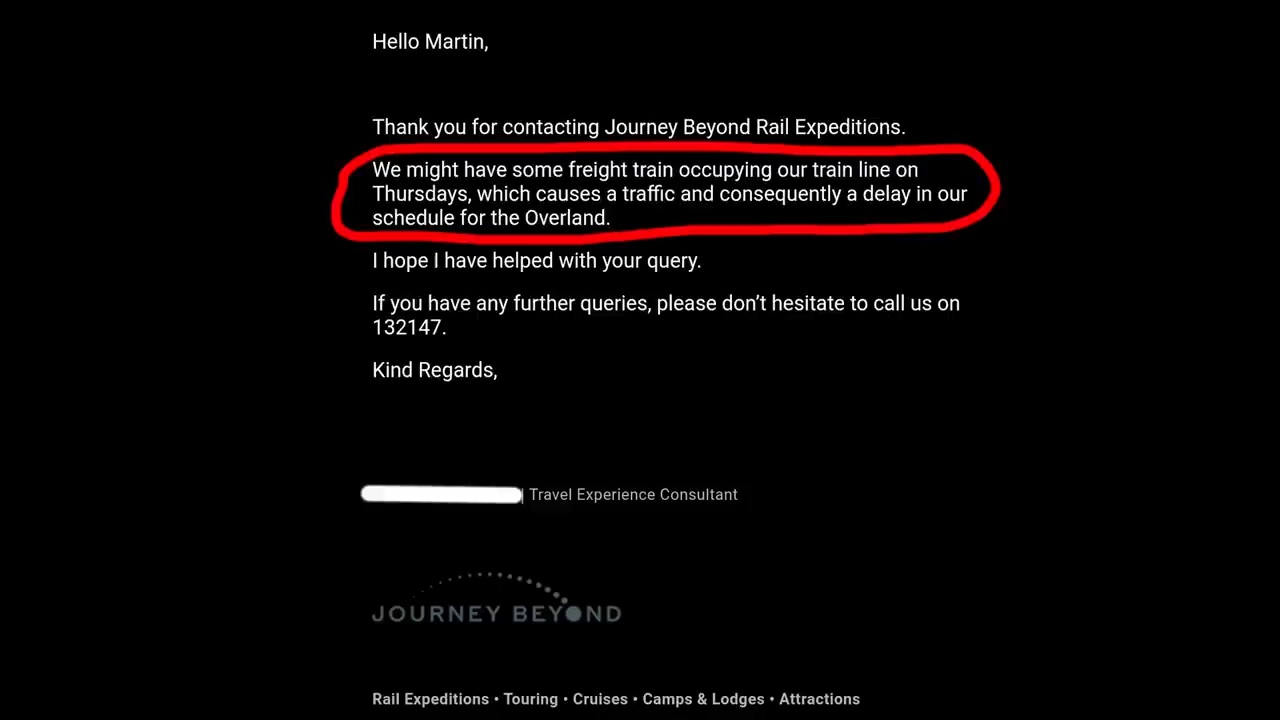 Hello Martin,
Thank you for contacting Journey Beyond Rail Expeditions.
We might have some freight train occupying our train line on
Thursdays, which causes a traffic and consequently a delay in our
schedule for the Overland.
I hope I have helped with your query.
If you have any further queries, please don’t hesitate to call us on
132147.
Kind Regards,
| Travel Experience Consultant
JOURNEY BEYOND
Rail Expeditions • Touring • Cruises • Camps & Lodges • Attractions